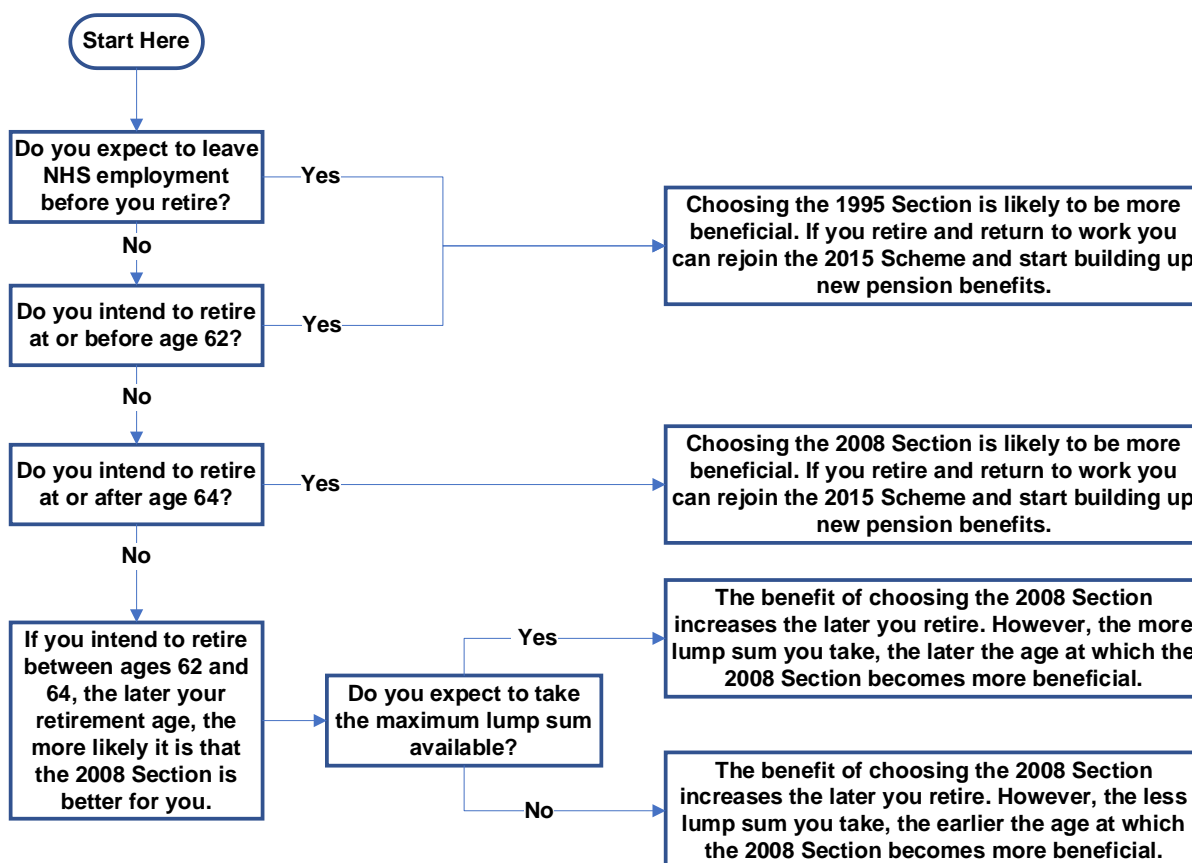 Start Here
Do you expect to leave
NHS employment
before you retire?
Yes
No
Do you intend to retire
at or before age 62?
Yes
Choosing the 1995 Section is likely to be more
beneficial. If you retire and return to work you
can rejoin the 2015 Scheme and start building up
new pension benefits.
No
Do you intend to retire
at or after age 64?
Yes
Choosing the 2008 Section is likely to be more
beneficial. If you retire and return to work you
can rejoin the 2015 Scheme and start building up
new pension benefits.
No
If you intend to retire
between ages 62 and
64, the later your
retirement age, the
more likely it is that
the 2008 Section is
better for you.
Do you expect to take
the maximum lump sum
available?
Yes
The benefit of choosing the 2008 Section
increases the later you retire. However, the more
lump sum you take, the later the age at which the
2008 Section becomes more beneficial.
No
The benefit of choosing the 2008 Section
increases the later you retire. However, the less
lump sum you take, the earlier the age at which
the 2008 Section becomes more beneficial.